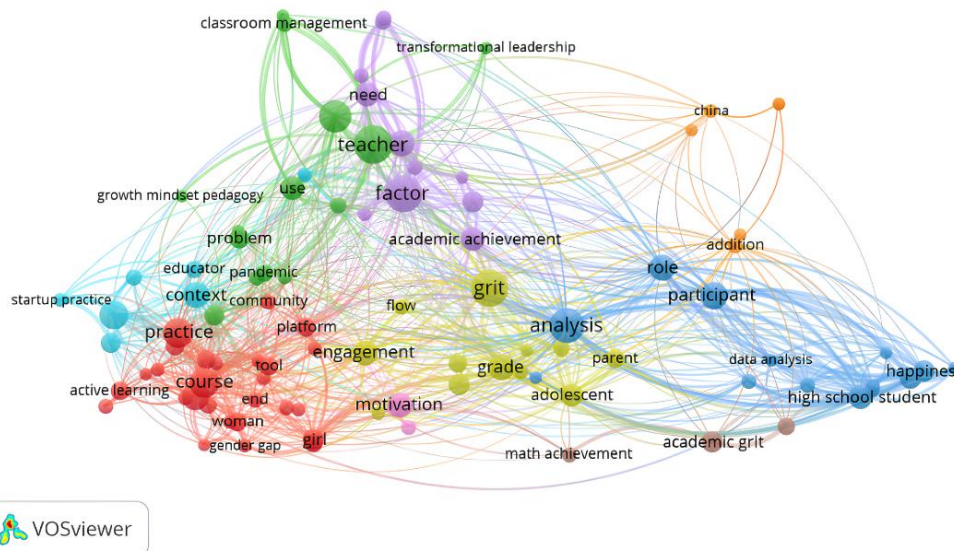 classroom management
transformational leadership
need
china
teacher
growth mindset pedagogy
use
factor
problem
academic achievement
addition
educator
pandemic
role
startup practice
context
community
grit
participant
flow
practice
platform
analysis
engagement
parent
data analysis
tool
grade
happines
active learning
course
end
adolescent
high school student
motivation
woman
gender gap
girl
math achievement
academic grit
VOSviewer